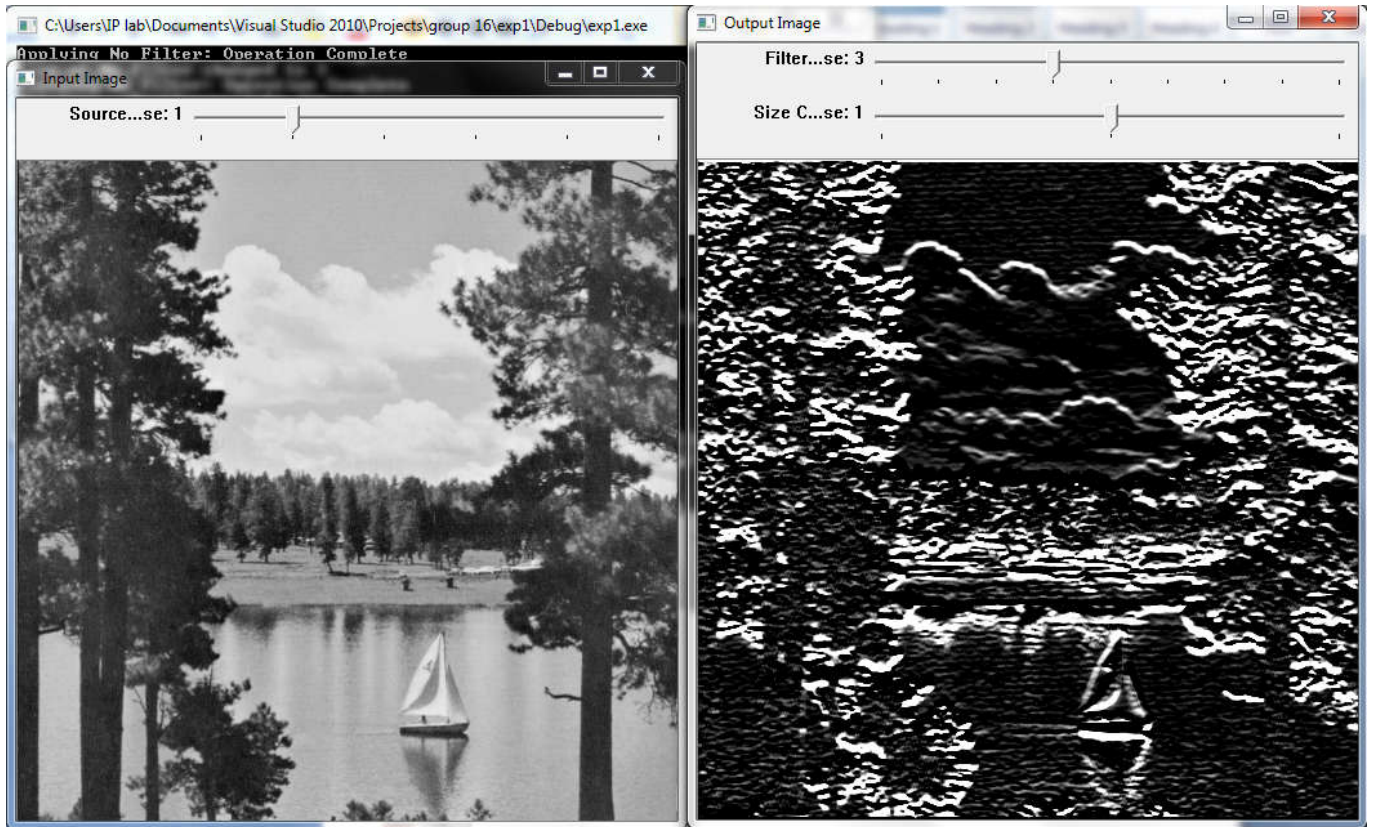 C:\Users\IP lab\Documents\Visual Studio 2010\Projects\group 16\exp1\Debug\exp1.exe
Applying No Filter: Operation Complete
Input Image
Source...se: 1
Output Image
Filter...se: 3
Size C...se: 1